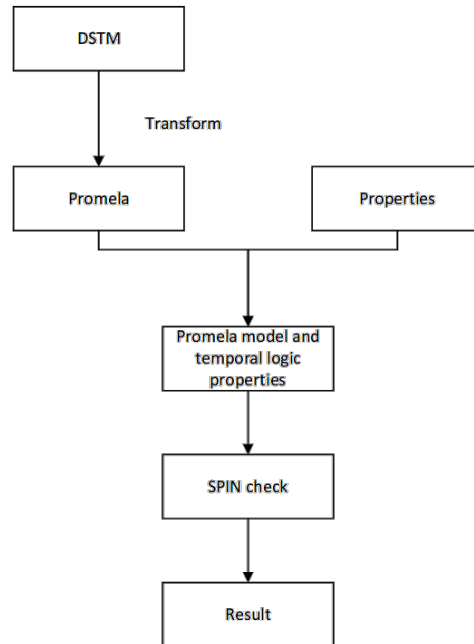 DSTM
Transform
Promela
Properties
Promela model and
temporal logic
properties
SPIN check
Result